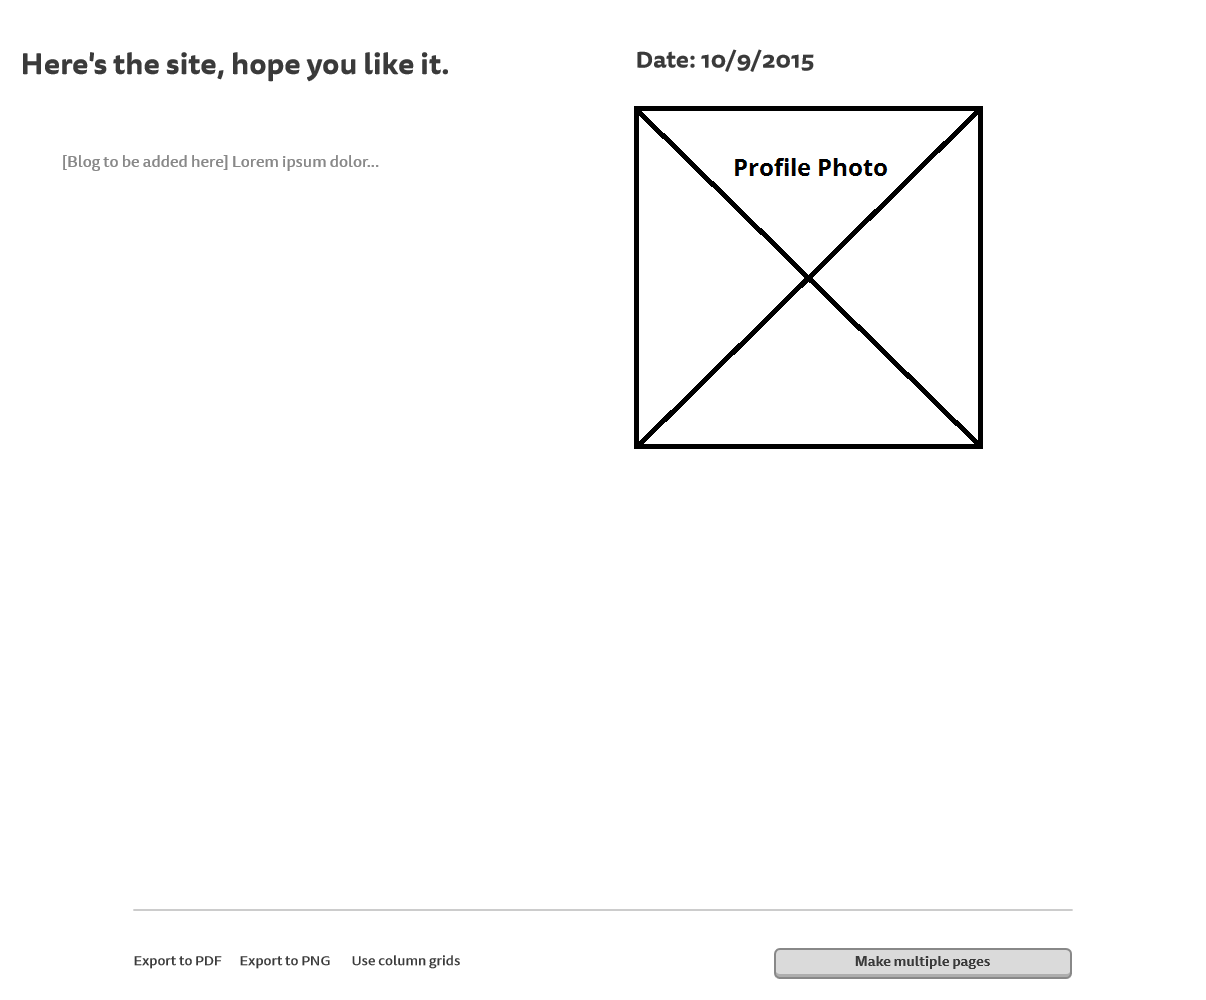 Here's the site, hope you like it.
Date: 10/9/2015
[Blog to be added here] Lorem ipsum dolor...
Profile Photo
Export to PDF
Export to PNG
Use column grids
Make multiple pages